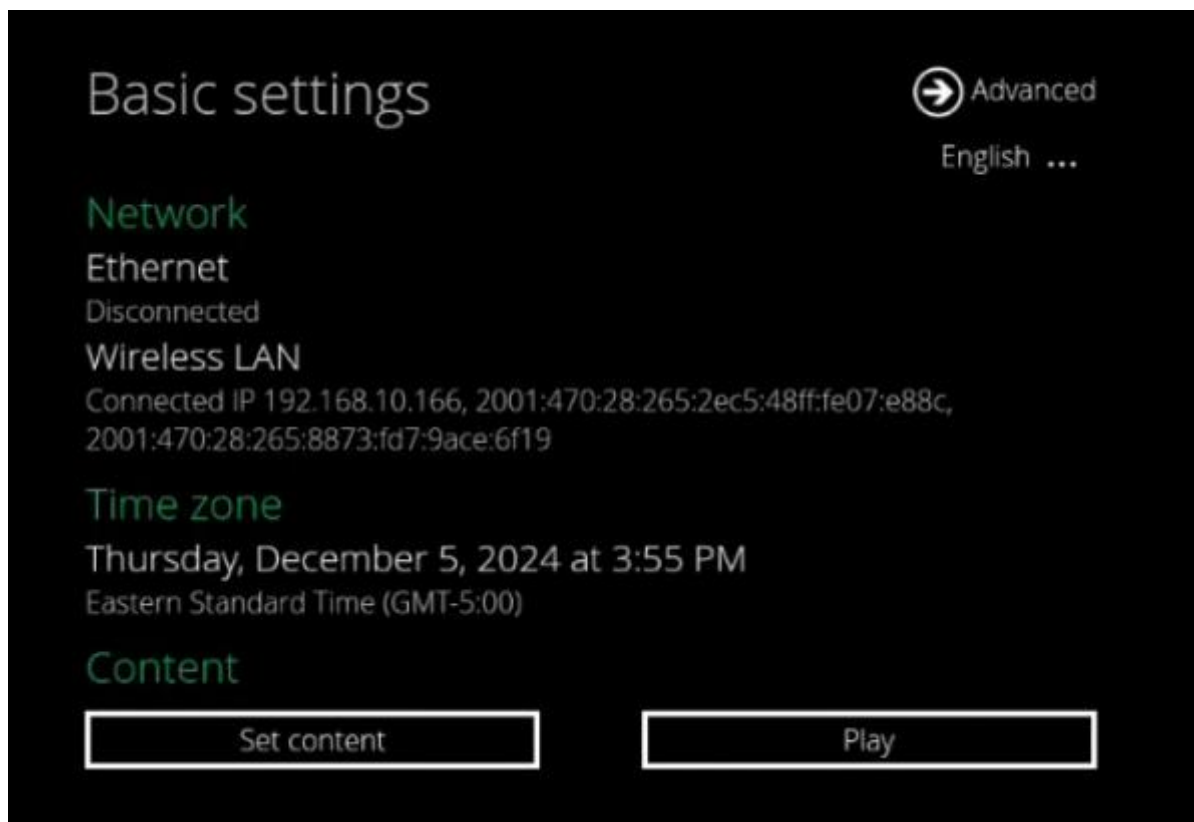 Basic settings
Advanced
English ...
Network
Ethernet
Disconnected
Wireless LAN
Connected IP 192.168.10.166, 2001:470:28:265:2ec5:48ff:fe07:e88c,
2001:470:28:265:8873:fd7:9ace:6f19
Time zone
Thursday, December 5, 2024 at 3:55 PM
Eastern Standard Time (GMT-5:00)
Content
Set content
Play